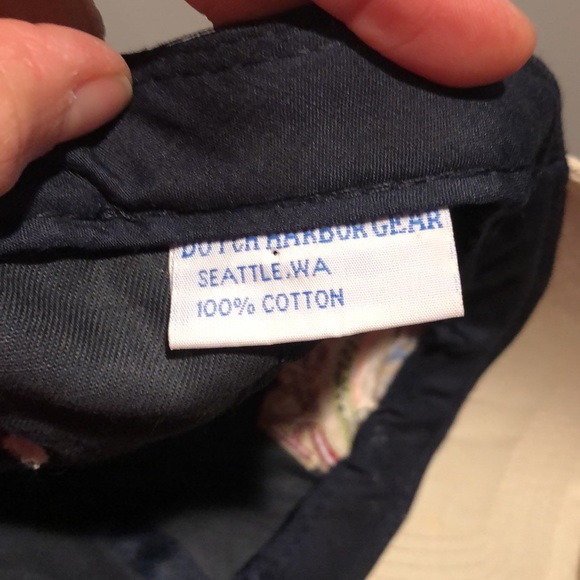 DUTCH HARBOR GEAR
SEATTLE, WA
100% COTTON